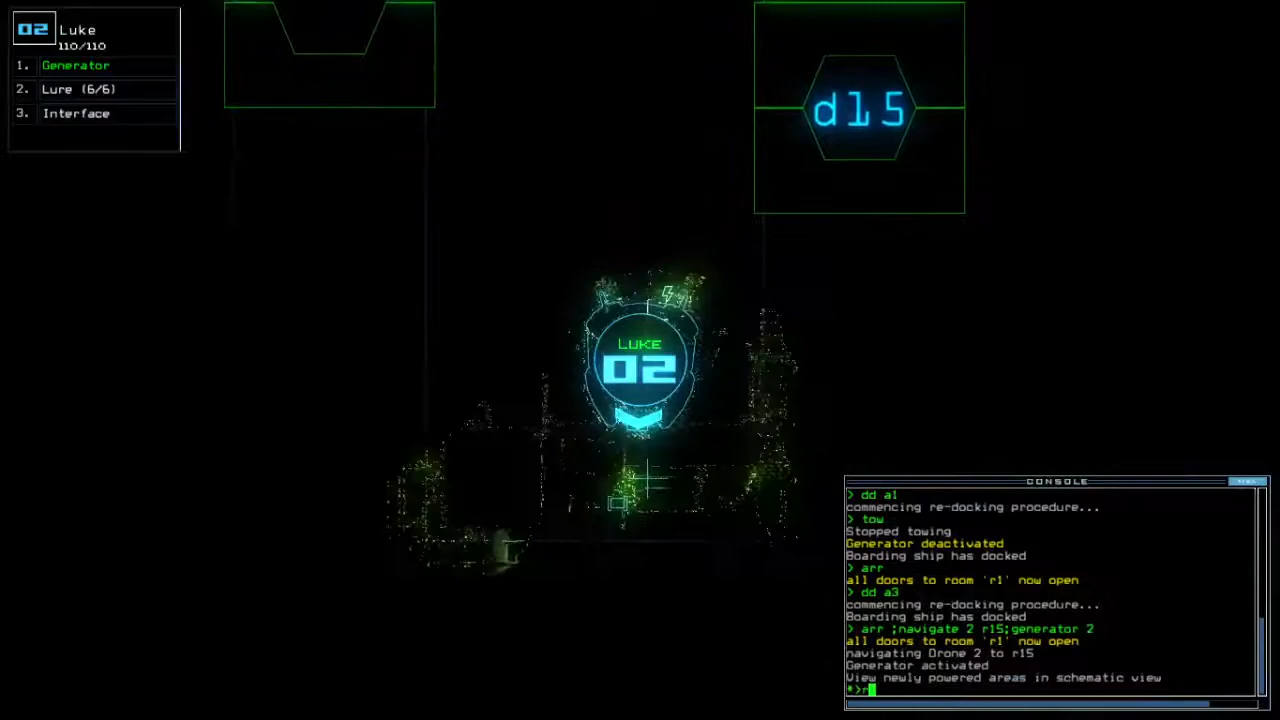 02 Luke
110/110
1. Generator
2. Lure (6/6)
3. Interface
d15
LUKE
02
CONSOLE
> dd a1
commencing re-docking procedure...
> tow
Stopped towing
Generator deactivated
Boarding ship has docked
> arr
all doors to room 'r1' now open
> dd a3
commencing re-docking procedure...
Boarding ship has docked
> arr ;navigate 2 r15;generator 2
all doors to room 'r1' now open
navigating Drone 2 to r15
Generator activated
View newly powered areas in schematic view
*>r